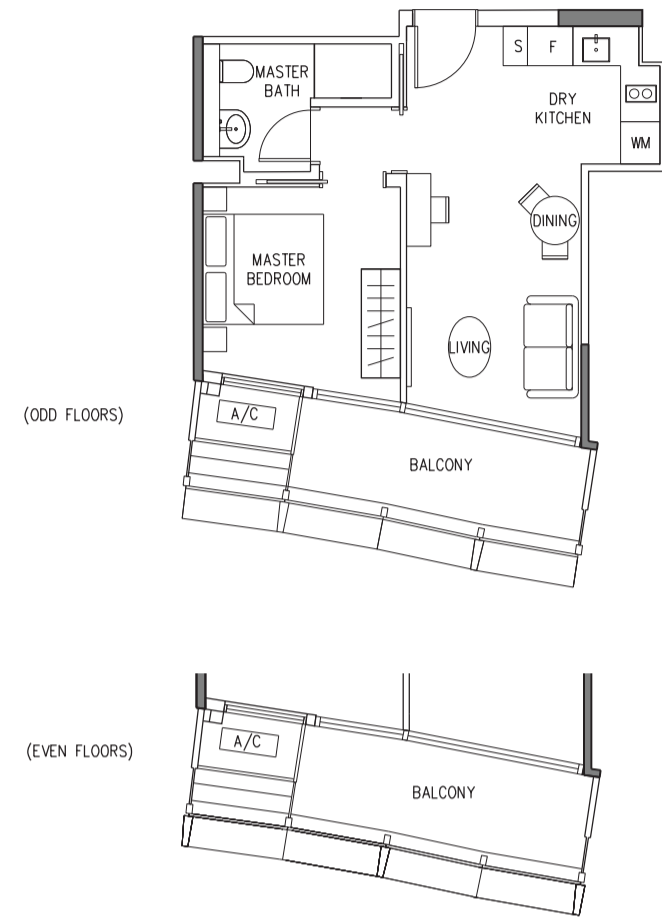 S F
MASTER
BATH
DRY
KITCHEN
WM
DINING
MASTER
BEDROOM
LIVING
(ODD FLOORS)
A/C
BALCONY
(EVEN FLOORS)
A/C
BALCONY